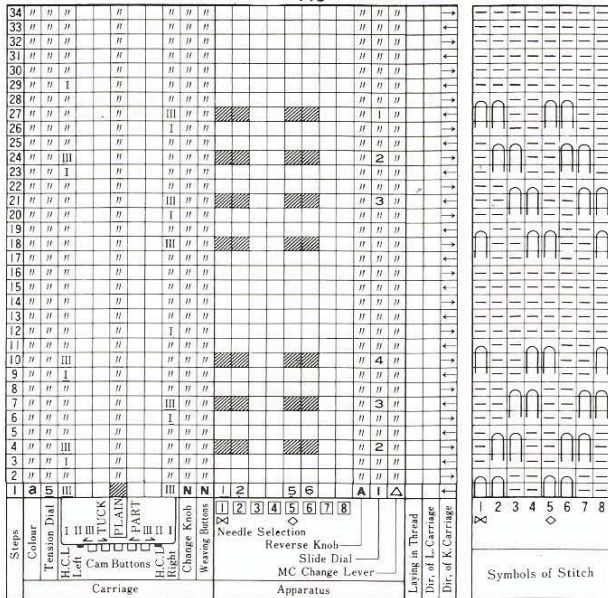 34 〃 〃 〃 〃 〃 〃 〃 〃 〃 →
33 〃 〃 〃 〃 〃 〃 〃 〃 ←
32 〃 〃 〃 〃 〃 〃 〃 〃 〃 →
31 〃 〃 〃 〃 〃 〃 〃 〃 ←
30 〃 〃 〃 〃 〃 〃 〃 〃 〃 →
29 〃 〃 I 〃 〃 〃 〃 〃 〃 ←
28 〃 〃 〃 〃 〃 〃 〃 〃 →
27 〃 〃 〃 III 〃 〃 〃 1 〃 ←
26 〃 〃 〃 I 〃 〃 〃 〃 〃 →
25 〃 〃 〃 〃 〃 〃 〃 〃 ←
24 〃 〃 III 〃 〃 〃 〃 2 〃 →
23 〃 〃 I 〃 〃 〃 〃 〃 〃 ←
22 〃 〃 〃 〃 〃 〃 〃 〃 →
21 〃 〃 〃 III 〃 〃 〃 3 〃 ←
20 〃 〃 〃 I 〃 〃 〃 〃 〃 →
19 〃 〃 〃 〃 〃 〃 〃 〃 ←
18 〃 〃 〃 III 〃 〃 〃 〃 〃 →
17 〃 〃 〃 〃 〃 〃 〃 〃 ←
16 〃 〃 〃 〃 〃 〃 〃 〃 →
15 〃 〃 〃 〃 〃 〃 〃 〃 ←
14 〃 〃 〃 〃 〃 〃 〃 〃 →
13 〃 〃 〃 〃 〃 〃 〃 〃 ←
12 〃 〃 〃 I 〃 〃 〃 〃 〃 →
11 〃 〃 〃 〃 〃 〃 〃 〃 ←
10 〃 〃 III 〃 〃 〃 〃 4 〃 →
9 〃 〃 I 〃 〃 〃 〃 〃 〃 ←
8 〃 〃 〃 〃 〃 〃 〃 〃 →
7 〃 〃 〃 III 〃 〃 〃 3 〃 ←
6 〃 〃 〃 I 〃 〃 〃 〃 〃 →
5 〃 〃 〃 〃 〃 〃 〃 〃 ←
4 〃 〃 III 〃 〃 〃 〃 2 〃 →
3 〃 〃 I 〃 〃 〃 〃 〃 〃 ←
2 〃 〃 〃 〃 〃 〃 〃 〃 →
1 a 5 III III N N 1 2 5 6 A 1 △ ←
Steps
Colour
Tension Dial
H.C.L Left
I II III TUCK PLAIN PART III II I
Cam Buttons
H.C.L Right
Change Knob
Weaving Buttons
1 2 3 4 5 6 7 8
Needle Selection
Reverse Knob
Slide Dial
MC Change Lever
Laying in Thread
Dir. of L. Carriage
Dir. of K. Carriage
Carriage
Apparatus
1 2 3 4 5 6 7 8
Symbols of Stitch